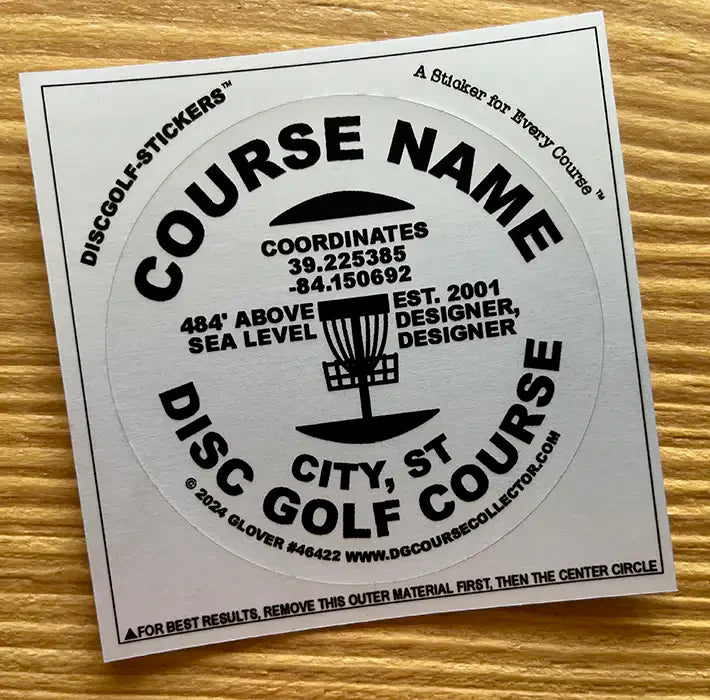 DISCGOLF-STICKERS™
A Sticker for Every Course ™
COURSE NAME
COORDINATES
39.225385
-84.150692
484' ABOVE
SEA LEVEL
EST. 2001
DESIGNER,
DESIGNER
CITY, ST
DISC GOLF COURSE
© 2024 GLOVER #46422 WWW.DGCOURSECOLLECTOR.COM
▲FOR BEST RESULTS, REMOVE THIS OUTER MATERIAL FIRST, THEN THE CENTER CIRCLE